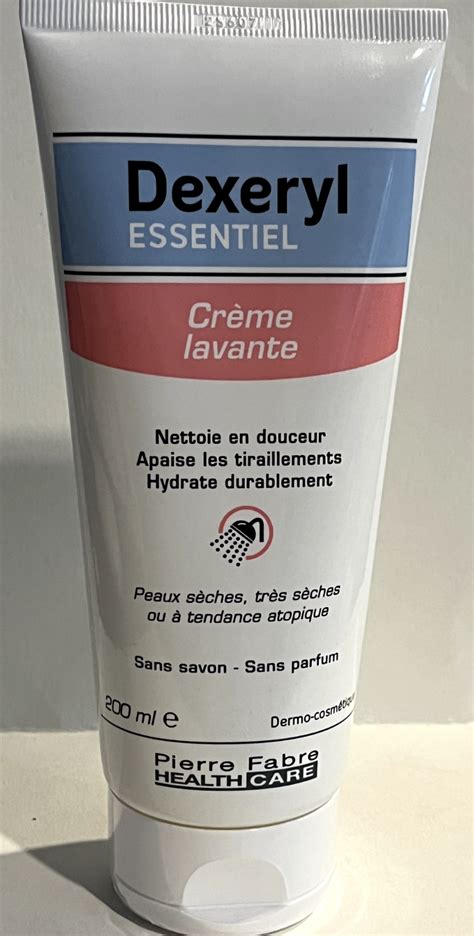 Dexeryl
ESSENTIEL
Crème
lavante
Nettoie en douceur
Apaise les tiraillements
Hydrate durablement
Peaux sèches, très sèches
ou à tendance atopique
Sans savon - Sans parfum
200 ml e
Dermo-cosmétique
Pierre Fabre
HEALTH CARE